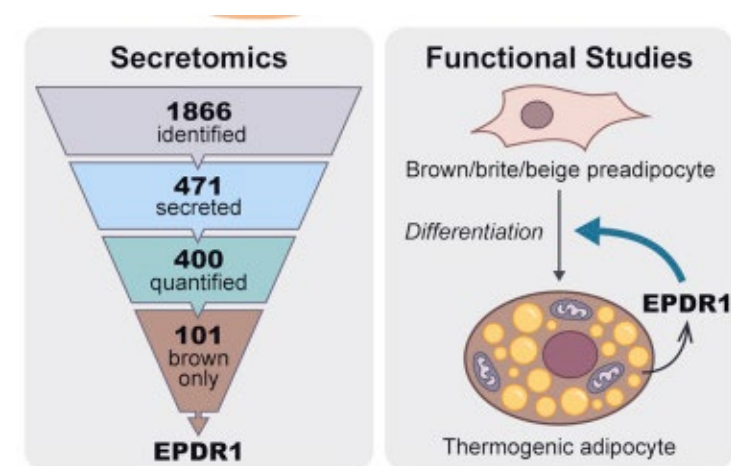 Secretomics
1866
identified
471
secreted
400
quantified
101
brown
only
EPDR1
Functional Studies
Brown/brite/beige preadipocyte
Differentiation
EPDR1
Thermogenic adipocyte